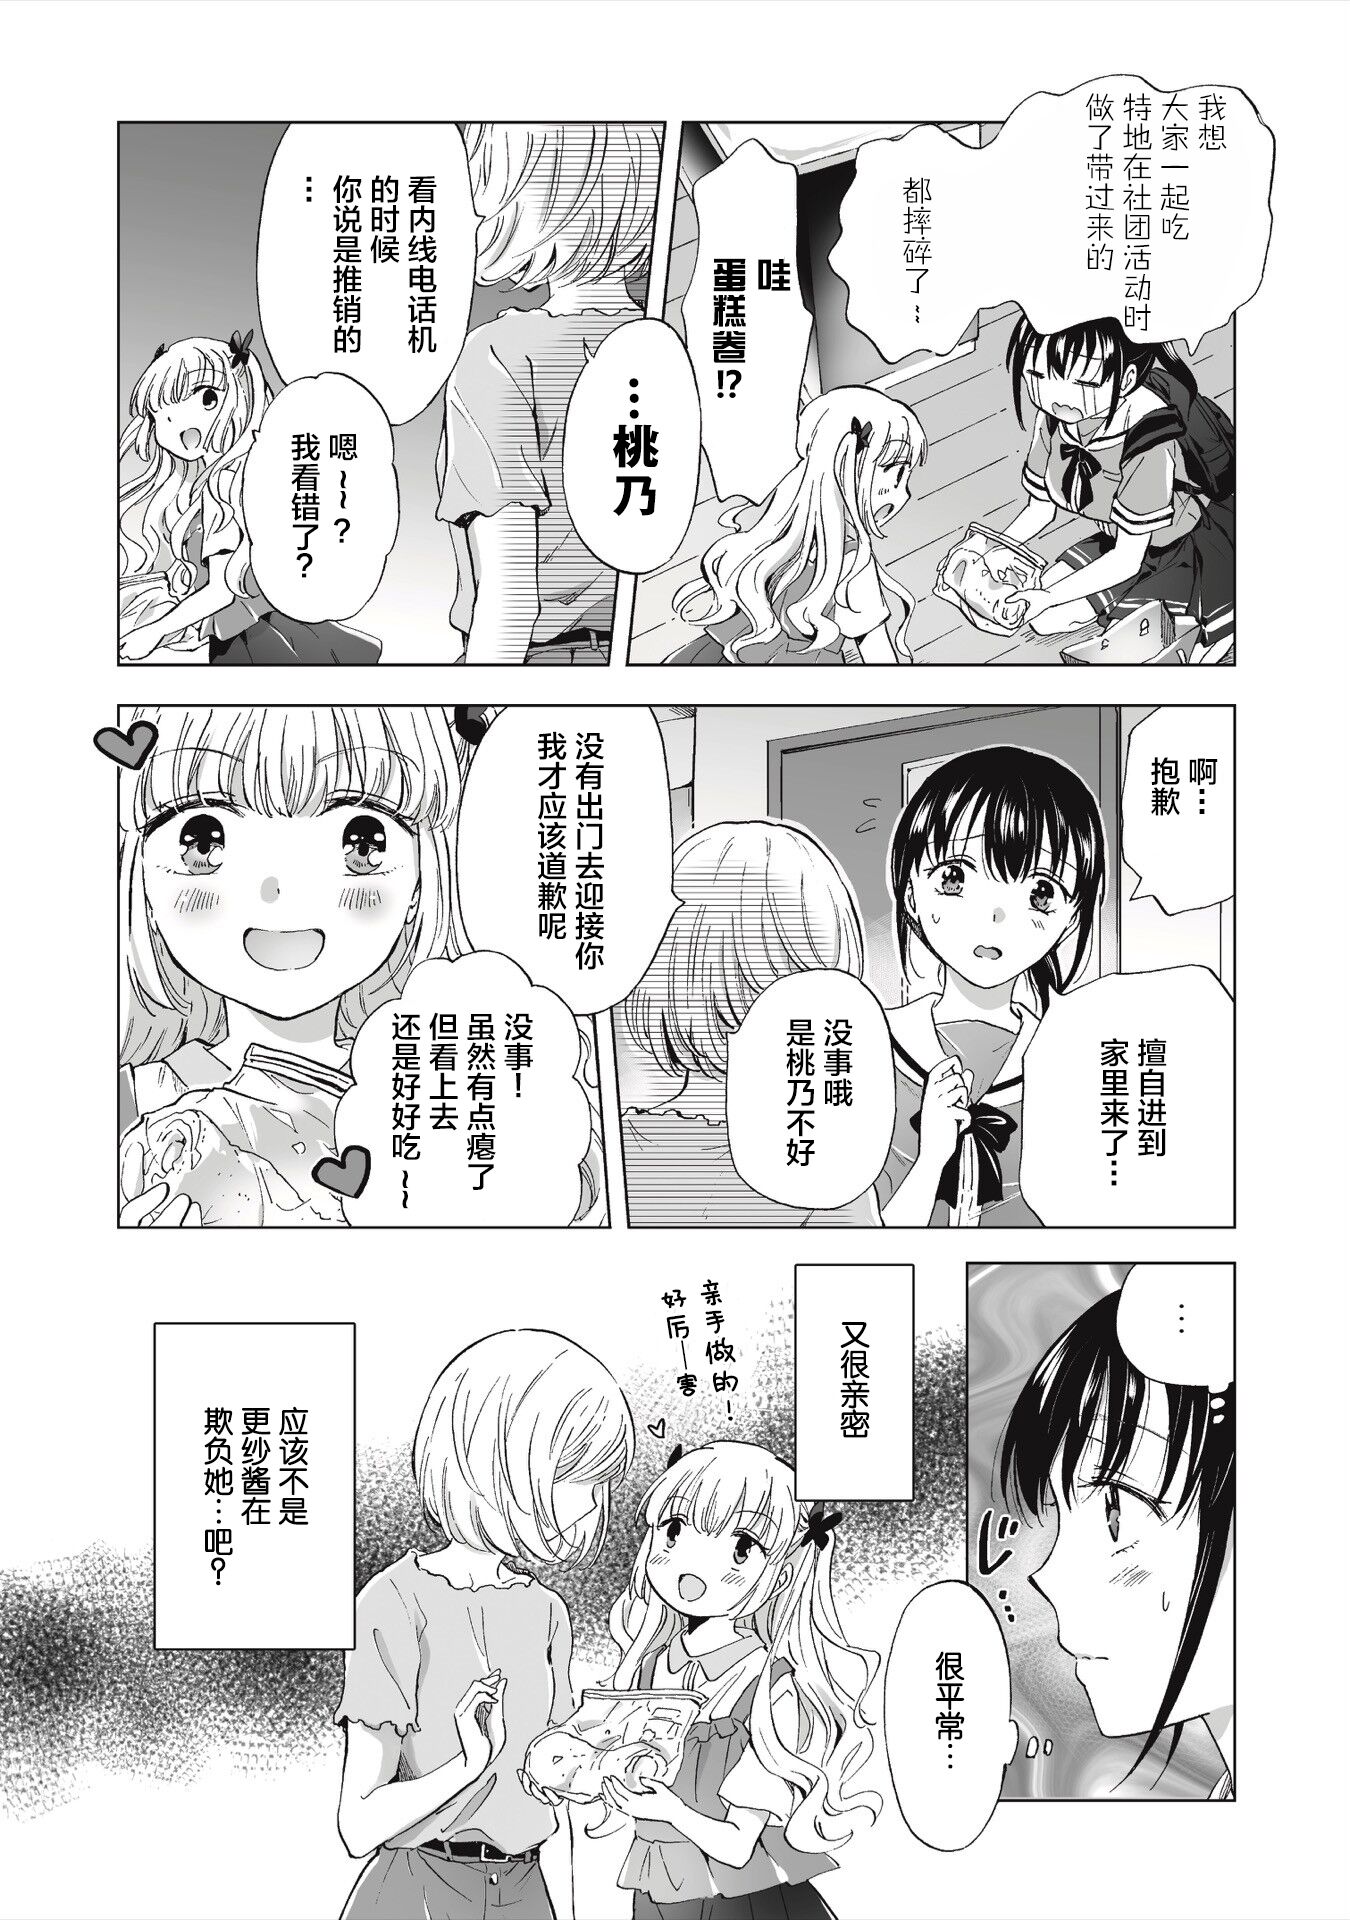 我想
大家一起吃
特地在社团活动时
做了带过来的
都摔碎了~
哇
蛋糕卷!?
…桃乃
看内线电话机
的时候
你说是推销的
…
嗯~~?
我看错了?
啊…
抱歉
擅自进到
家里来了…
没事哦
是桃乃不好
没有出门去迎接你
我才应该道歉呢
没事!
虽然有点瘪了
但看上去
还是好好吃~~
…
じ…
很平常…
又很亲密
亲手做的!
好厉—害
应该不是
更纱酱在
欺负她…吧?